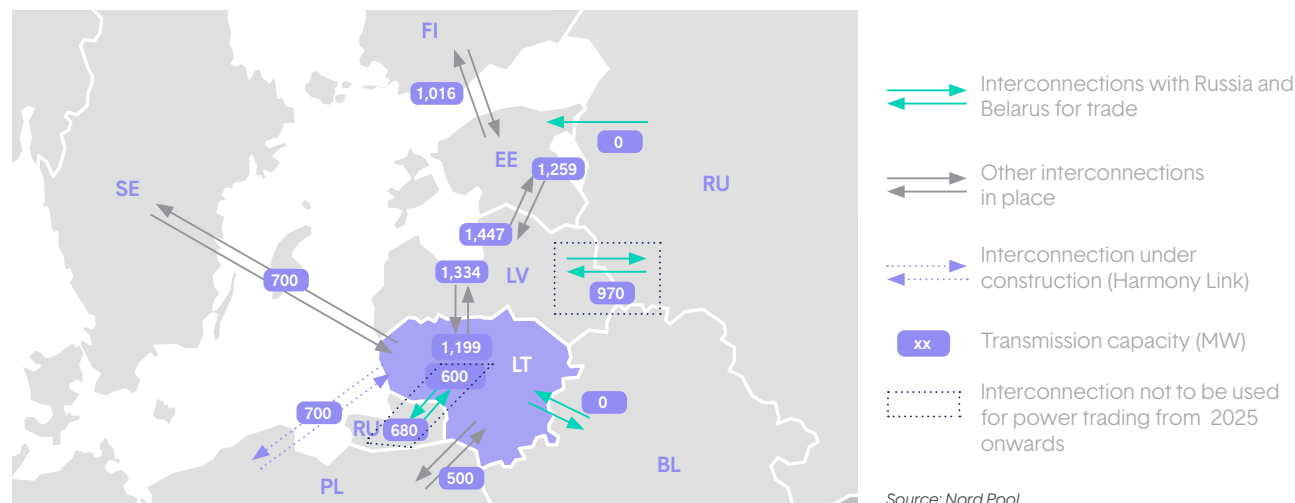 FI
1,016
0
EE
1,259
RU
SE
1,447
1,334
LV
700
970
1,199
LT
600
0
700
RU
680
BL
500
PL
Interconnections with Russia and
Belarus for trade
Other interconnections
in place
Interconnection under
construction (Harmony Link)
xx
Transmission capacity (MW)
Interconnection not to be used
for power trading from 2025
onwards
Source: Nord Pool